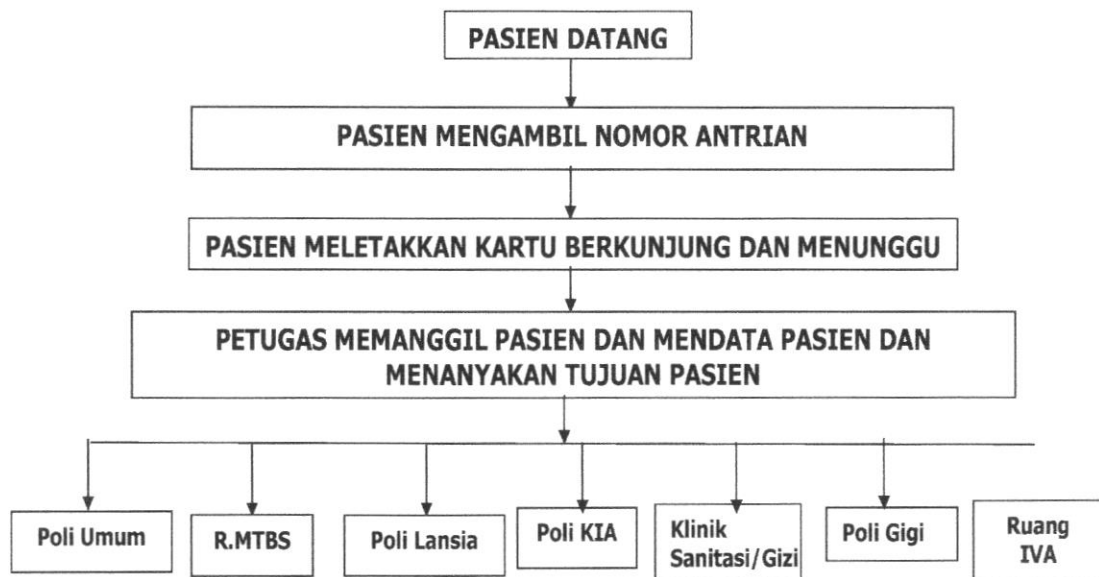 PASIEN DATANG
PASIEN MENGAMBIL NOMOR ANTRIAN
PASIEN MELETAKKAN KARTU BERKUNJUNG DAN MENUNGGU
PETUGAS MEMANGGIL PASIEN DAN MENDATA PASIEN DAN
MENANYAKAN TUJUAN PASIEN
Poli Umum
R.MTBS
Poli Lansia
Poli KIA
Klinik
Sanitasi/Gizi
Poli Gigi
Ruang
IVA